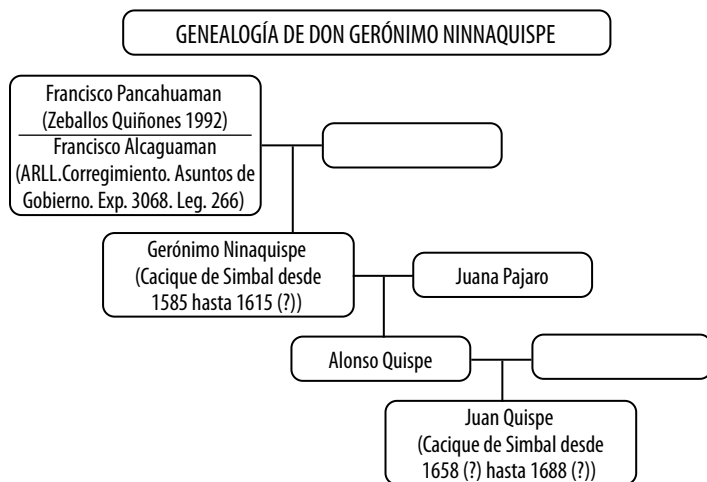 GENEALOGÍA DE DON GERÓNIMO NINNAQUISPE
Francisco Pancahuaman
(Zeballos Quiñones 1992)
Francisco Alcaguaman
(ARLL.Corregimiento. Asuntos de
Gobierno. Exp. 3068. Leg. 266)
Gerónimo Ninaquispe
(Cacique de Simbal desde
1585 hasta 1615 (?))
Juana Pajaro
Alonso Quispe
Juan Quispe
(Cacique de Simbal desde
1658 (?) hasta 1688 (?))